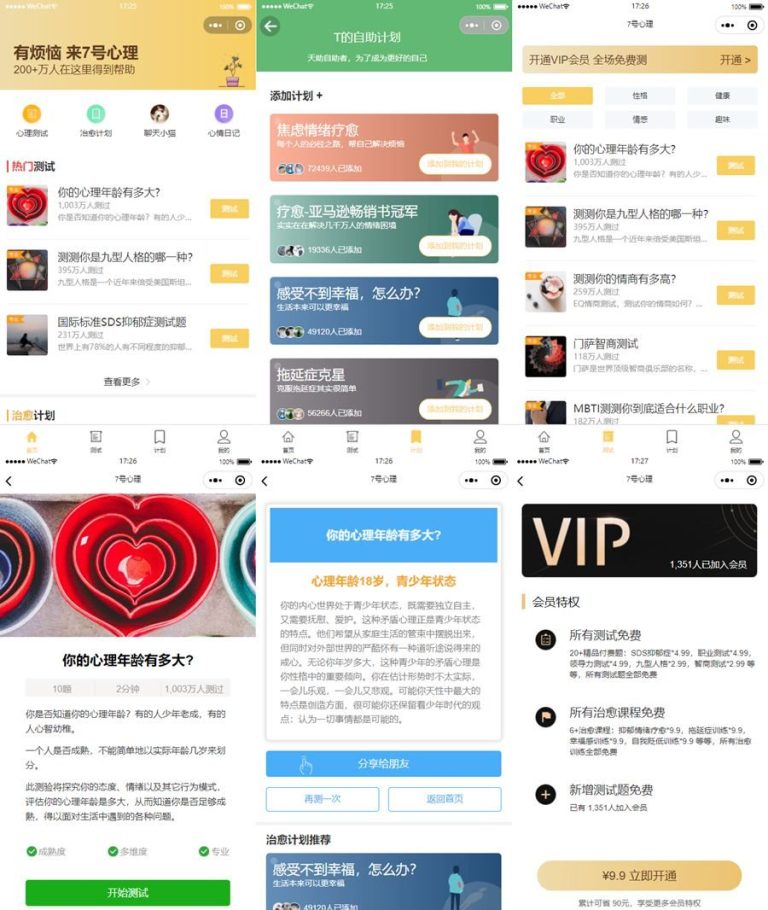 ●●●●● WeChat 17:25 100%
有烦恼 来7号心理
200+万人在这里得到帮助
心理测试
治愈计划
聊天小猫
心情日记
热门测试
你的心理年龄有多大?
1,003万人测过
你是否知道你的心理年龄? 有的人少...
测试
测测你是九型人格的哪一种?
395万人测过
九型人格是一个近年来倍受美国斯坦...
测试
国际标准SDS抑郁症测试题
231万人测过
世界上有78%的人有不同程度的抑郁...
测试
查看更多
治愈计划
首页
测试
计划
我的
●●●●● WeChat 17:25 100%
T的自助计划
天助自助者，为了成为更好的自己
添加计划 +
焦虑情绪疗愈
每个人的必经之路，帮自己解决烦恼
72439人已添加
添加到我的计划
疗愈-亚马逊畅销书冠军
实实在在解决几千万人的情绪困境
19336人已添加
添加到我的计划
感受不到幸福，怎么办?
生活本来可以更幸福
49120人已添加
添加到我的计划
拖延症克星
克服拖延症其实很简单
56266人已添加
添加到我的计划
首页
测试
计划
我的
●●●●● WeChat 17:26 100%
7号心理
开通VIP会员 全场免费测
开通 >
全部
性格
健康
职业
情感
趣味
你的心理年龄有多大?
1,003万人测过
你是否知道你的心理年龄? 有的人少...
测试
测测你是九型人格的哪一种?
395万人测过
九型人格是一个近年来倍受美国斯坦...
测试
测测你的情商有多高?
259万人测过
EQ情商测试，测试你的情商如何? ...
测试
门萨智商测试
118万人测过
门萨是世界顶级智商俱乐部的名称，...
测试
MBTI测测你到底适合什么职业?
182万人测过
首页
测试
计划
我的
●●●●● WeChat 17:26 100%
7号心理
你的心理年龄有多大?
10题
2分钟
1,003万人测过
你是否知道你的心理年龄? 有的人少年老成，有的
人心智幼稚。
一个人是否成熟，不能简单地以实际年龄几岁来划
分。
此测验将探究你的态度、情绪以及其它行为模式，
评估你的心理年龄是多大，从而知道你是否足够成
熟，得以面对生活中遇到的各种问题。
成熟度
多维度
专业
开始测试
●●●●● WeChat 17:26 100%
7号心理
你的心理年龄有多大?
心理年龄18岁，青少年状态
你的内心世界处于青少年状态，既需要独立自主，
又需要抚慰、爱护。这种矛盾心理正是青少年状态
的特点。他们希望从家庭生活的管束中摆脱出来，
但同时对外部世界的严酷怀有一种道听途说得来的
戒心。无论你年岁多大，这种青少年的矛盾心理是
你性格中的重要倾向。你在估计形势时不太实际，
一会儿乐观，一会儿又悲观。可能你天性中最大的
特点是创造方面，很可能你还保留看少年时代的观
点：认为一切事情都是可能的。
分享给朋友
再测一次
返回首页
治愈计划推荐
感受不到幸福，怎么办?
生活本来可以更幸福
49120人已添加
●●●●● WeChat 17:27 100%
7号心理
VIP
1,351人已加入会员
会员特权
所有测试免费
20+精品付费题：SDS抑郁症*4.99，职业测试*4.99，
领导力测试*4.99，九型人格*2.99，智商测试*2.99 等
等，所有测试题全部免费
所有治愈课程免费
6+治愈课程：抑郁情绪疗愈*9.9，拖延症训练*9.9，
幸福感训练*9.9，自我贬低训练*9.9 等等，所有治愈
训练全部免费
新增测试题免费
已有 1,351人加入会员
¥9.9 立即开通
累计可省 90元，享受更多会员特权